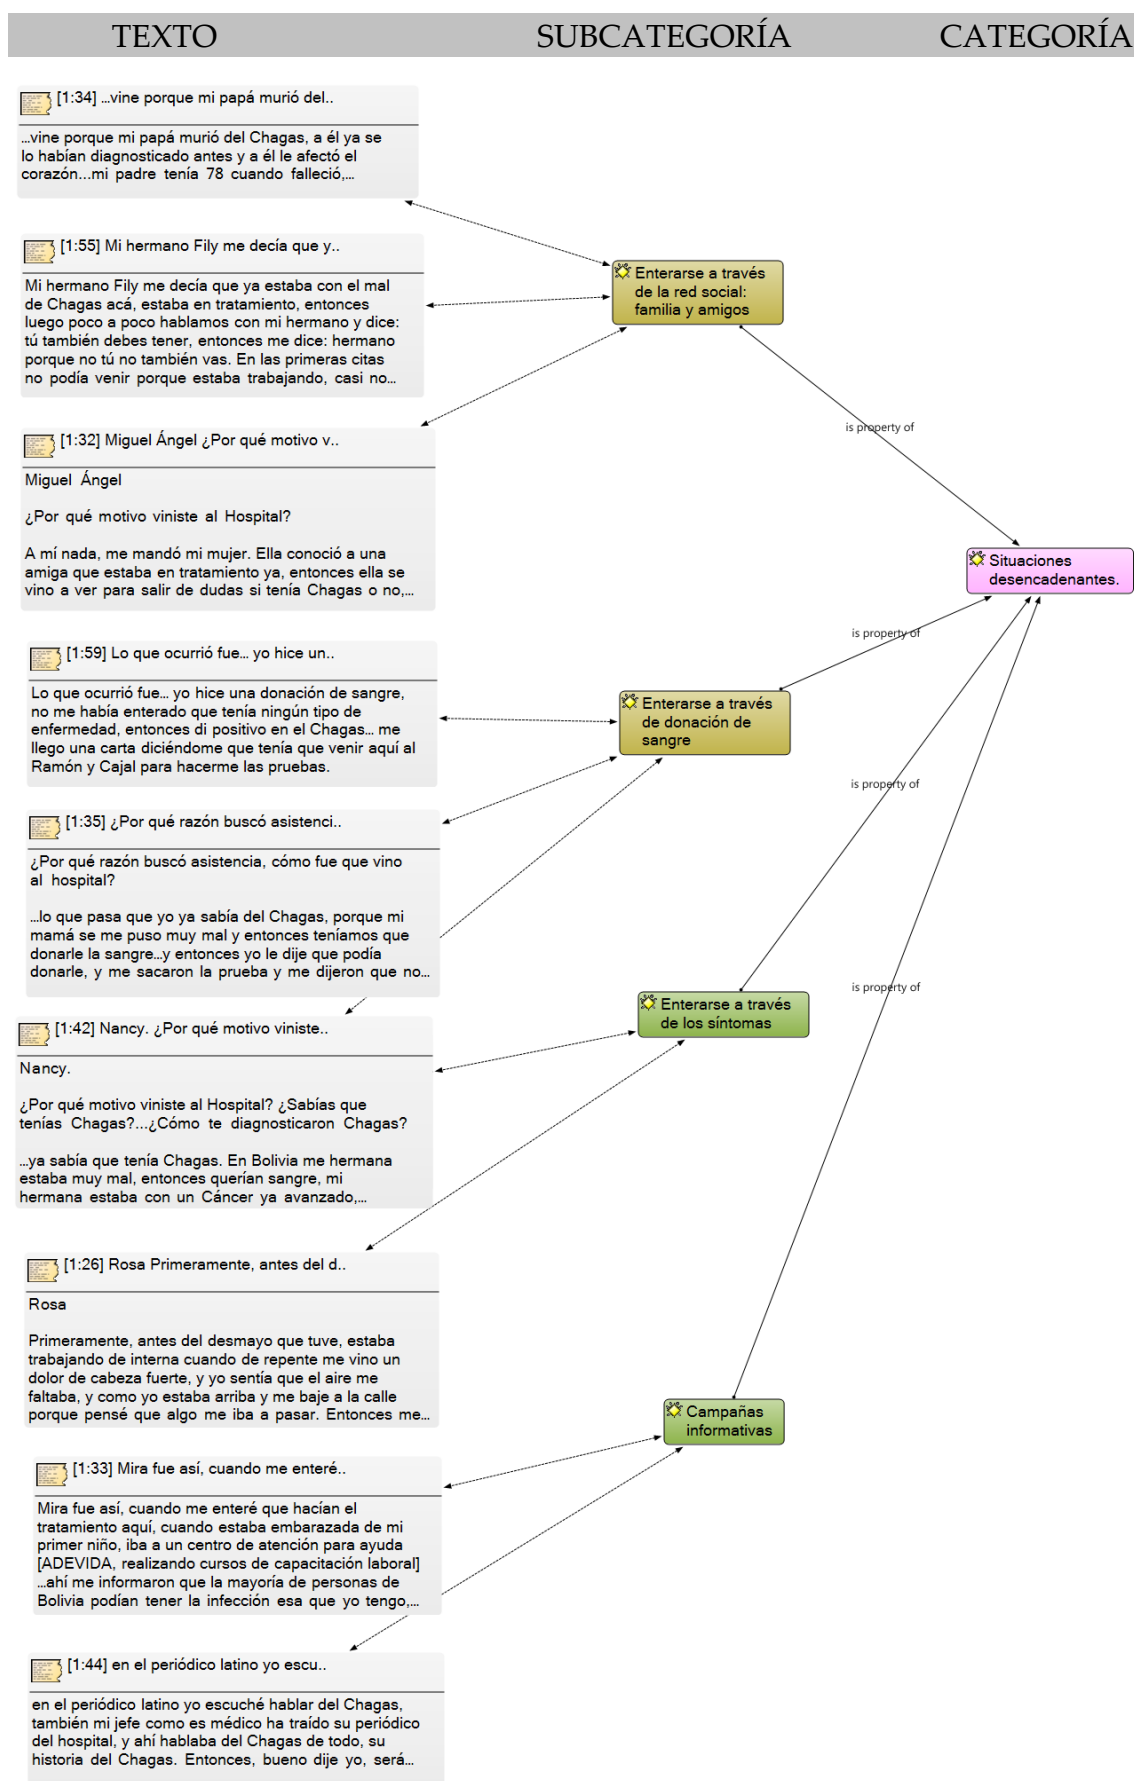 TEXTO SUBCATEGORÍA CATEGORÍA
[1:34] ...vine porque mi papá murió del..
...vine porque mi papá murió del Chagas, a él ya se
lo habían diagnosticado antes y a él le afectó el
corazón...mi padre tenía 78 cuando falleció,...
[1:55] Mi hermano Fily me decía que y..
Mi hermano Fily me decía que ya estaba con el mal
de Chagas acá, estaba en tratamiento, entonces
luego poco a poco hablamos con mi hermano y dice:
tú también debes tener, entonces me dice: hermano
porque no tú no también vas. En las primeras citas
no podía venir porque estaba trabajando, casi no...
Enterarse a través
de la red social:
familia y amigos
[1:32] Miguel Ángel ¿Por qué motivo v..
Miguel Ángel
¿Por qué motivo viniste al Hospital?
A mí nada, me mandó mi mujer. Ella conoció a una
amiga que estaba en tratamiento ya, entonces ella se
vino a ver para salir de dudas si tenía Chagas o no,...
is property of
Situaciones
desencadenantes.
is property of
[1:59] Lo que ocurrió fue... yo hice un..
Lo que ocurrió fue... yo hice una donación de sangre,
no me había enterado que tenía ningún tipo de
enfermedad, entonces di positivo en el Chagas... me
llego una carta diciéndome que tenía que venir aquí al
Ramón y Cajal para hacerme las pruebas.
Enterarse a través
de donación de
sangre
is property of
[1:35] ¿Por qué razón buscó asistenci..
¿Por qué razón buscó asistencia, cómo fue que vino
al hospital?
...lo que pasa que yo ya sabía del Chagas, porque mi
mamá se me puso muy mal y entonces teníamos que
donarle la sangre...y entonces yo le dije que podía
donarle, y me sacaron la prueba y me dijeron que no...
is property of
Enterarse a través
de los síntomas
[1:42] Nancy. ¿Por qué motivo viniste..
Nancy.
¿Por qué motivo viniste al Hospital? ¿Sabías que
tenías Chagas?...¿Cómo te diagnosticaron Chagas?
...ya sabía que tenía Chagas. En Bolivia me hermana
estaba muy mal, entonces querían sangre, mi
hermana estaba con un Cáncer ya avanzado,...
[1:26] Rosa Primeramente, antes del d..
Rosa
Primeramente, antes del desmayo que tuve, estaba
trabajando de interna cuando de repente me vino un
dolor de cabeza fuerte, y yo sentía que el aire me
faltaba, y como yo estaba arriba y me baje a la calle
porque pensé que algo me iba a pasar. Entonces me...
Campañas
informativas
[1:33] Mira fue así, cuando me enteré..
Mira fue así, cuando me enteré que hacían el
tratamiento aquí, cuando estaba embarazada de mi
primer niño, iba a un centro de atención para ayuda
[ADEVIDA, realizando cursos de capacitación laboral]
...ahí me informaron que la mayoría de personas de
Bolivia podían tener la infección esa que yo tengo,...
[1:44] en el periódico latino yo escu..
en el periódico latino yo escuché hablar del Chagas,
también mi jefe como es médico ha traído su periódico
del hospital, y ahí hablaba del Chagas de todo, su
historia del Chagas. Entonces, bueno dije yo, será...